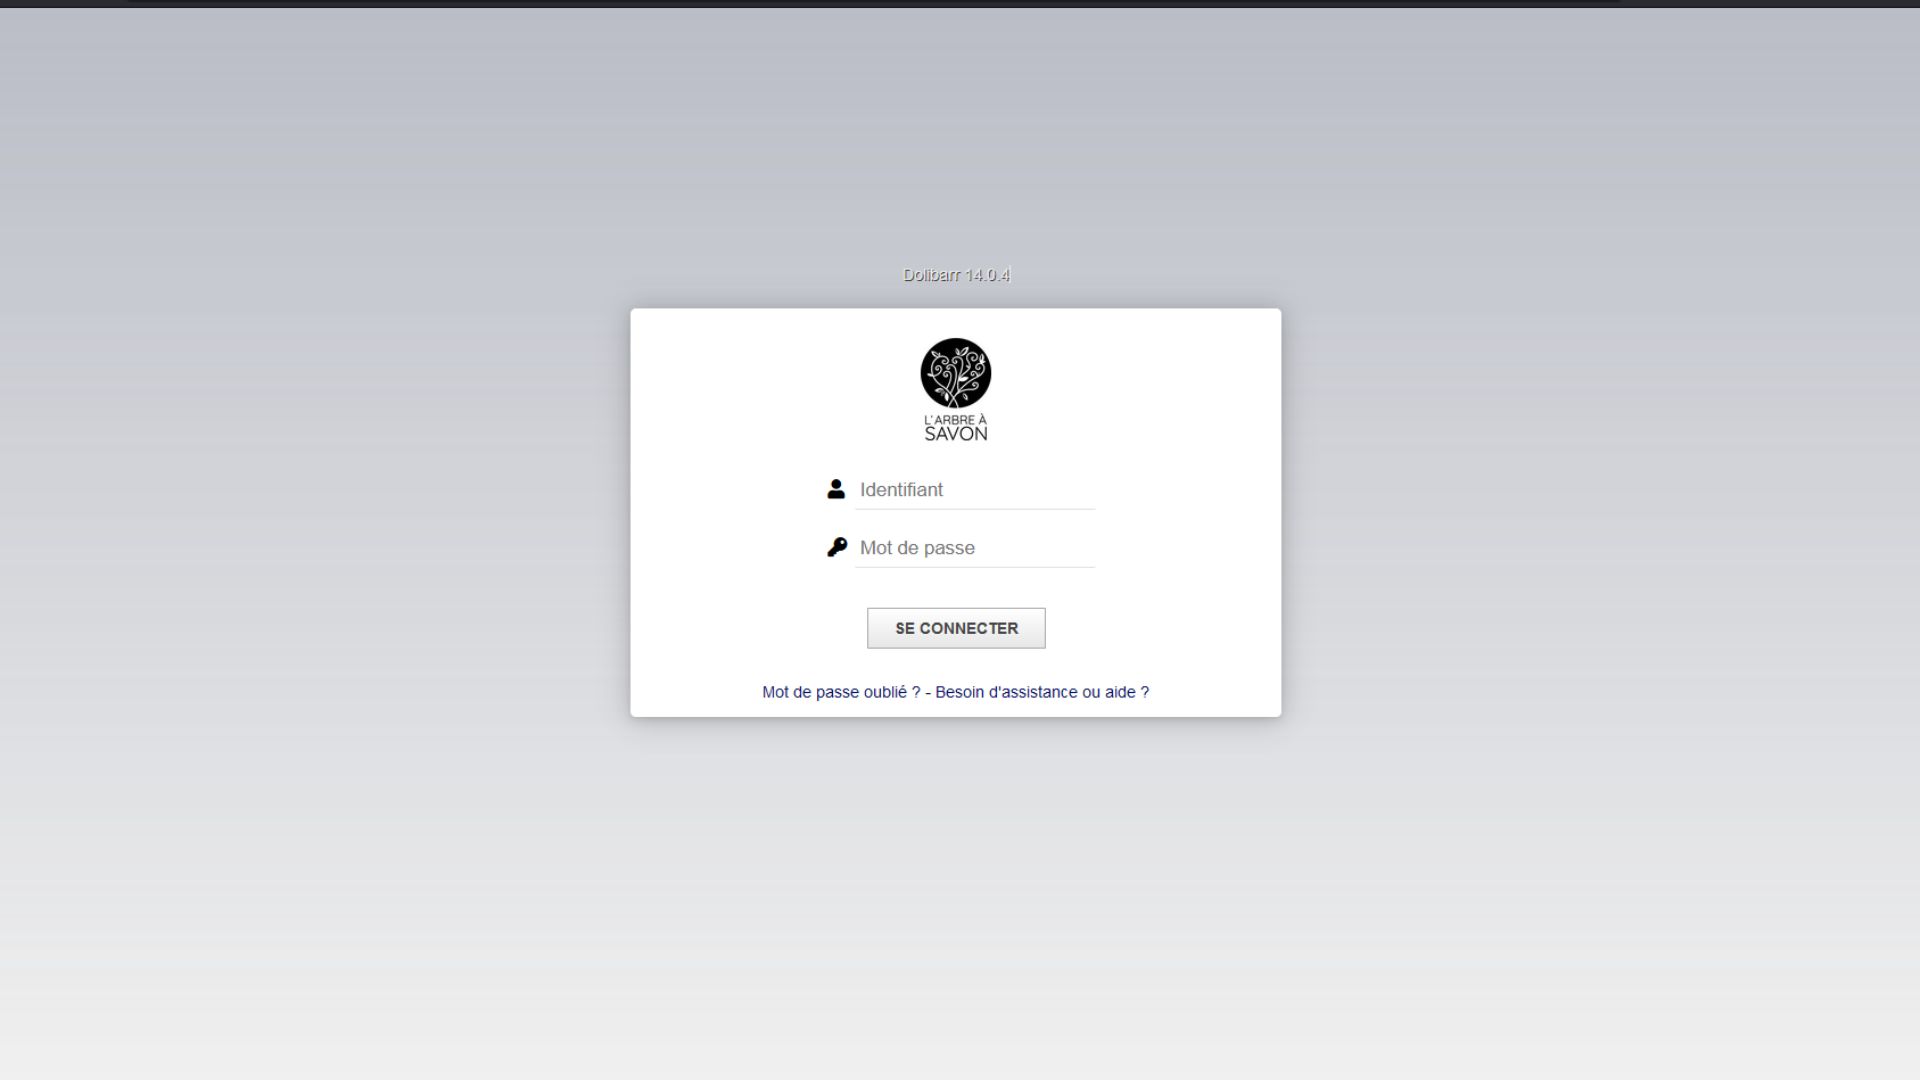 Dolibarr 14.0.4
L'ARBRE À
SAVON
Identifiant
Mot de passe
SE CONNECTER
Mot de passe oublié ? - Besoin d'assistance ou aide ?